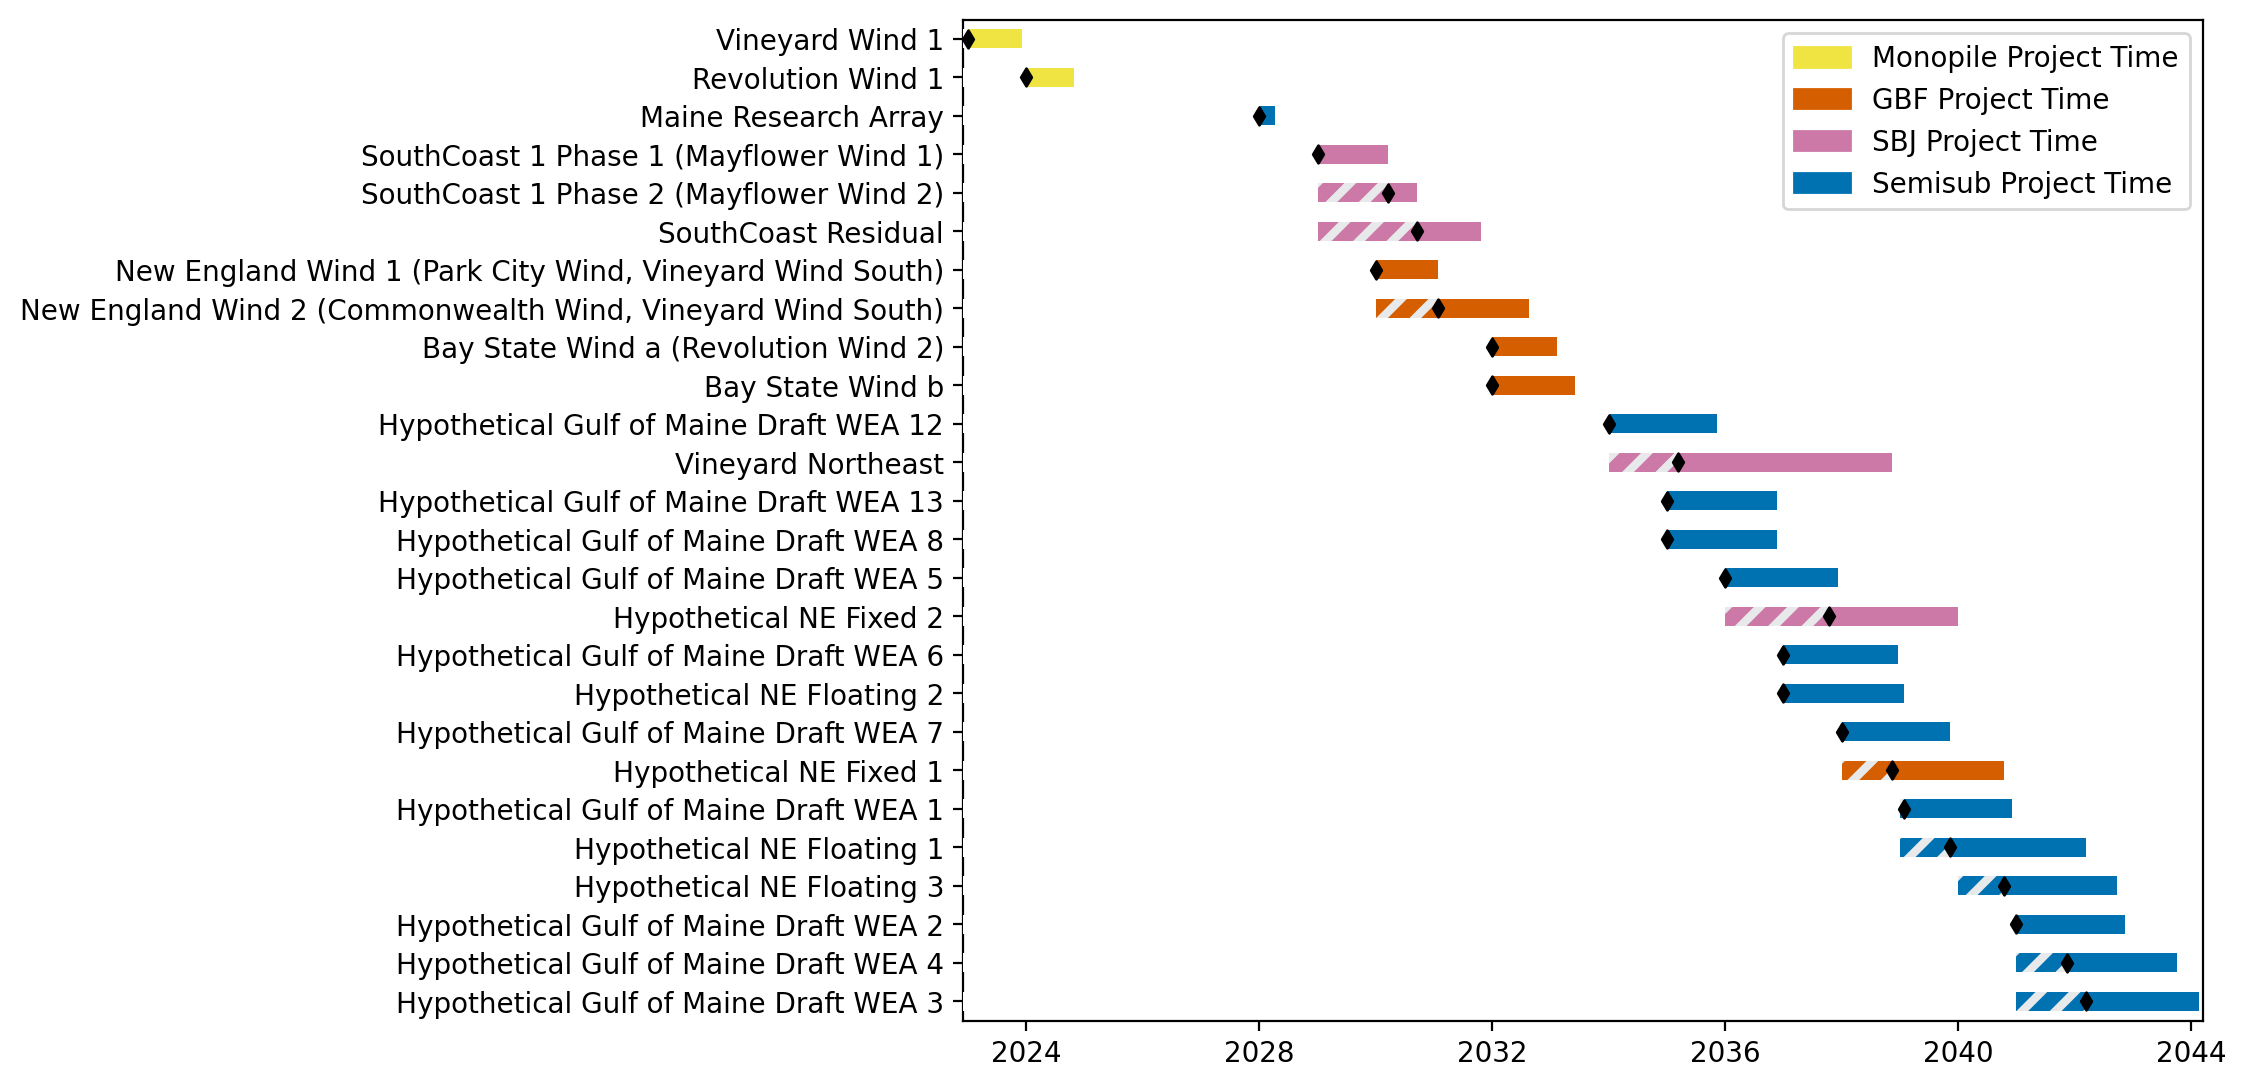 Vineyard Wind 1
Revolution Wind 1
Maine Research Array
SouthCoast 1 Phase 1 (Mayflower Wind 1)
SouthCoast 1 Phase 2 (Mayflower Wind 2)
SouthCoast Residual
New England Wind 1 (Park City Wind, Vineyard Wind South)
New England Wind 2 (Commonwealth Wind, Vineyard Wind South)
Bay State Wind a (Revolution Wind 2)
Bay State Wind b
Hypothetical Gulf of Maine Draft WEA 12
Vineyard Northeast
Hypothetical Gulf of Maine Draft WEA 13
Hypothetical Gulf of Maine Draft WEA 8
Hypothetical Gulf of Maine Draft WEA 5
Hypothetical NE Fixed 2
Hypothetical Gulf of Maine Draft WEA 6
Hypothetical NE Floating 2
Hypothetical Gulf of Maine Draft WEA 7
Hypothetical NE Fixed 1
Hypothetical Gulf of Maine Draft WEA 1
Hypothetical NE Floating 1
Hypothetical NE Floating 3
Hypothetical Gulf of Maine Draft WEA 2
Hypothetical Gulf of Maine Draft WEA 4
Hypothetical Gulf of Maine Draft WEA 3
Monopile Project Time
GBF Project Time
SBJ Project Time
Semisub Project Time
2024 2028 2032 2036 2040 2044